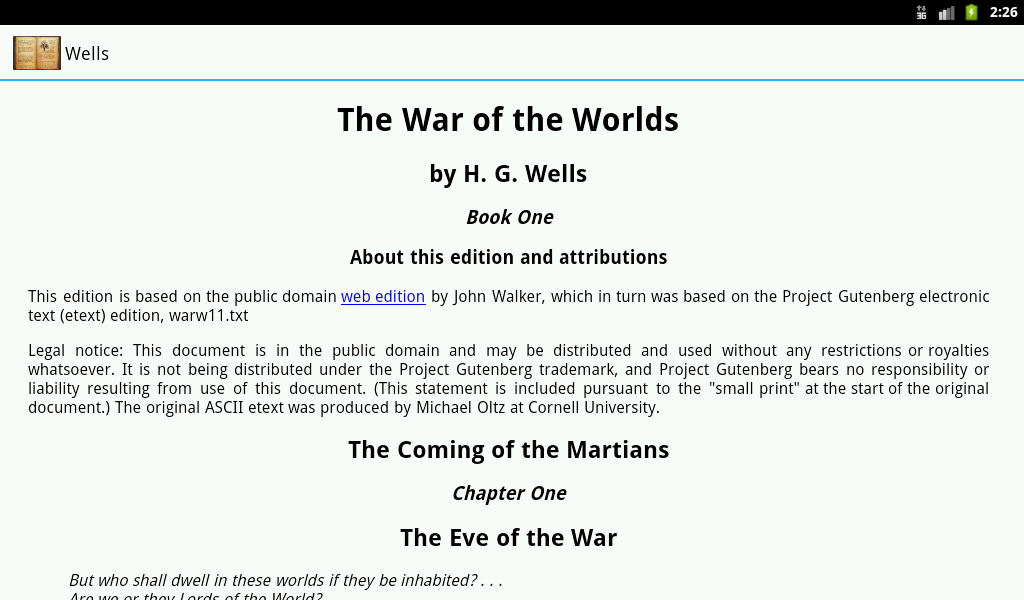 3G 2:26
Wells
The War of the Worlds
by H. G. Wells
Book One
About this edition and attributions
This edition is based on the public domain web edition by John Walker, which in turn was based on the Project Gutenberg electronic
text (etext) edition, warw11.txt
Legal notice: This document is in the public domain and may be distributed and used without any restrictions or royalties
whatsoever. It is not being distributed under the Project Gutenberg trademark, and Project Gutenberg bears no responsibility or
liability resulting from use of this document. (This statement is included pursuant to the "small print" at the start of the original
document.) The original ASCII etext was produced by Michael Oltz at Cornell University.
The Coming of the Martians
Chapter One
The Eve of the War
But who shall dwell in these worlds if they be inhabited? . . .
Are we or they Lords of the World?